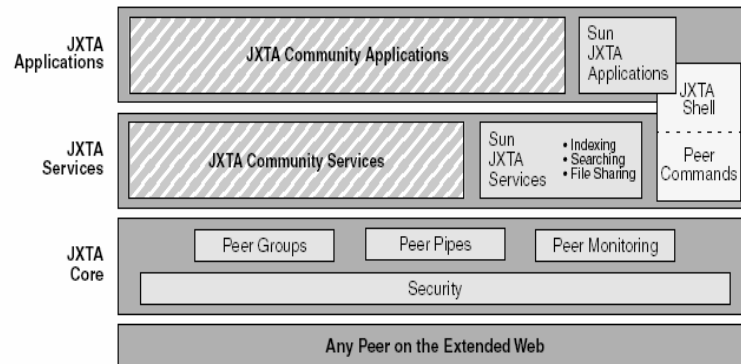 JXTA
Applications
JXTA Community Applications
Sun
JXTA
Applications
JXTA
Shell
Peer
Commands
JXTA
Services
JXTA Community Services
Sun
JXTA
Services
• Indexing
• Searching
• File Sharing
JXTA
Core
Peer Groups
Peer Pipes
Peer Monitoring
Security
Any Peer on the Extended Web